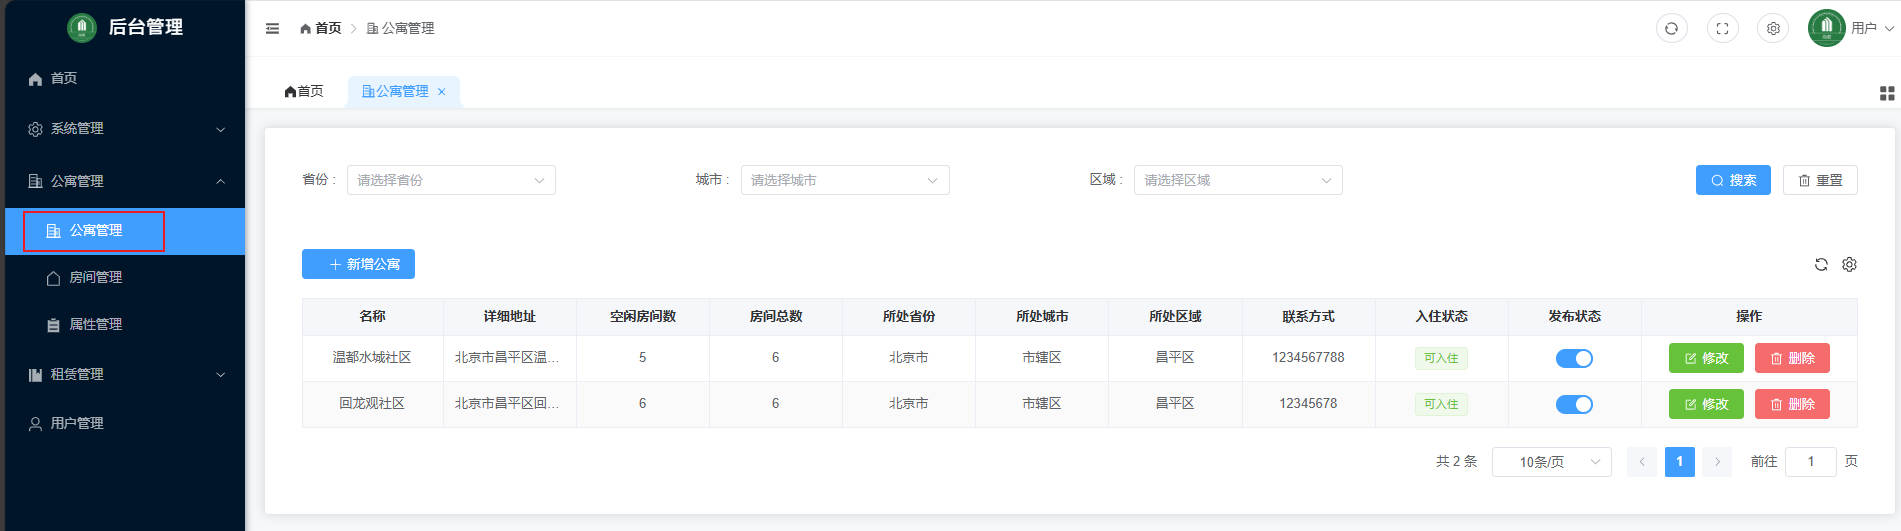 后台管理
首页
系统管理
公寓管理
公寓管理
房间管理
属性管理
租赁管理
用户管理
首页 > 公寓管理
用户
首页 公寓管理 ×
省份： 请选择省份 城市： 请选择城市 区域： 请选择区域 搜索 重置
+ 新增公寓
名称 详细地址 空闲房间数 房间总数 所处省份 所处城市 所处区域 联系方式 入住状态 发布状态 操作
温都水城社区 北京市昌平区温... 5 6 北京市 市辖区 昌平区 1234567788 可入住 修改 删除
回龙观社区 北京市昌平区回... 6 6 北京市 市辖区 昌平区 12345678 可入住 修改 删除
共 2 条 10条/页 < 1 > 前往 1 页